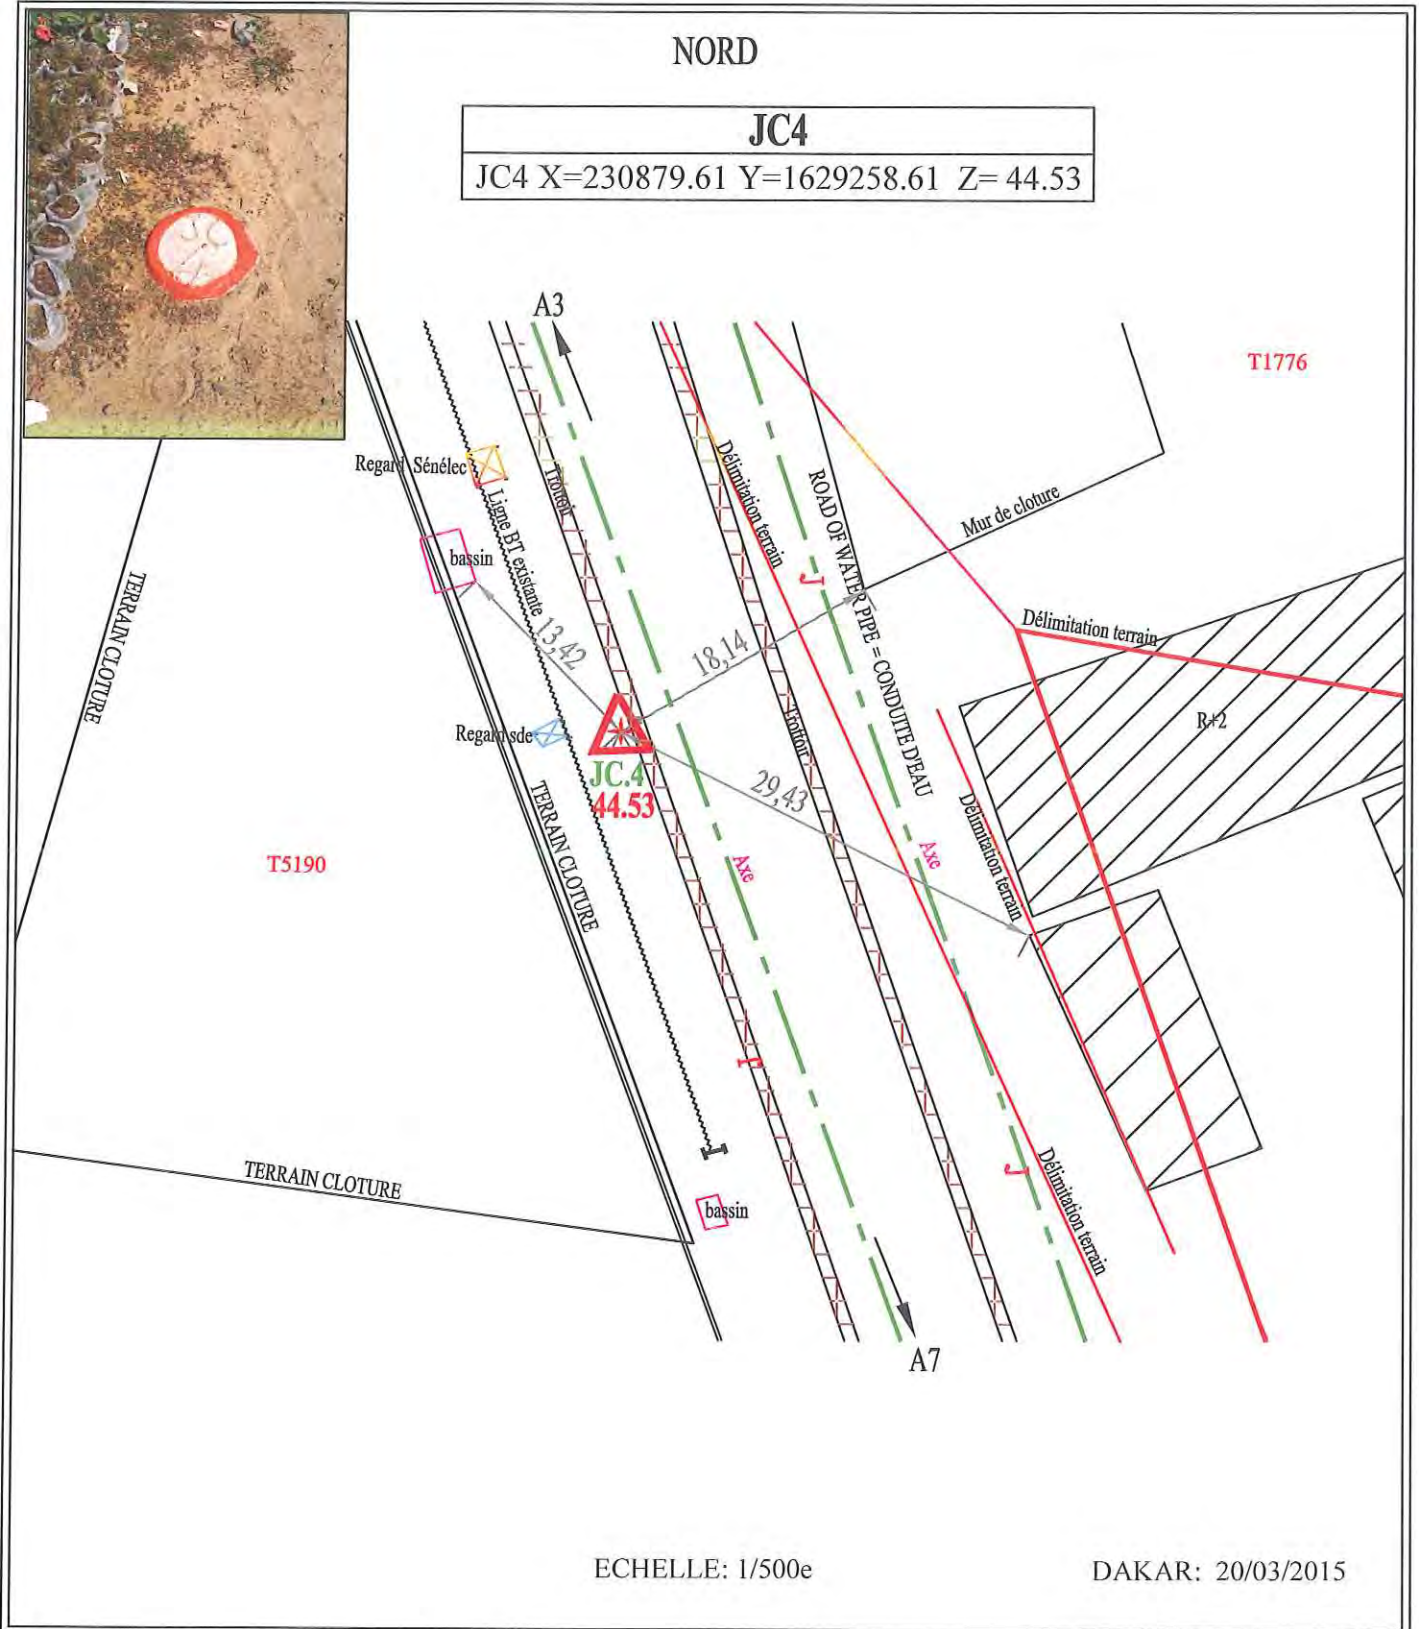 NORD
JC4
JC4 X=230879.61 Y=1629258.61 Z= 44.53
A3
T1776
Regard Sénélec
Trottoir
Délimitation terrain
ROAD OF WATER PIPE = CONDUITE D'EAU
Mur de cloture
Ligne BT existante
bassin
TERRAIN CLOTURE
13,42
18,14
Délimitation terrain
R+2
Regard sde
Trottoir
JC.4
44.53
29,43
TERRAIN CLOTURE
Délimitation terrain
T5190
Axe
Axe
TERRAIN CLOTURE
bassin
Délimitation terrain
A7
ECHELLE: 1/500e
DAKAR: 20/03/2015